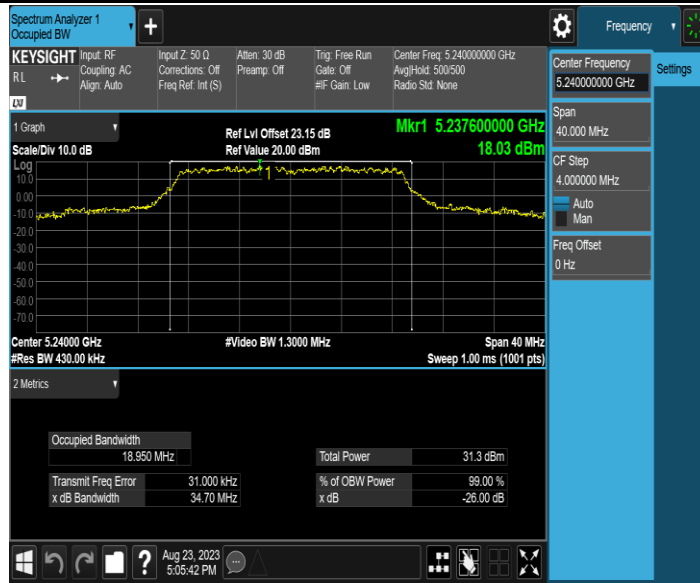 Spectrum Analyzer 1
Occupied BW
+
Frequency
KEYSIGHT
RL
LXI
Input: RF
Coupling: AC
Align: Auto
Input Z: 50 Ω
Corrections: Off
Freq Ref: Int (S)
Atten: 30 dB
Preamp: Off
Trig: Free Run
Gate: Off
#IF Gain: Low
Center Freq: 5.240000000 GHz
Avg|Hold: 500/500
Radio Std: None
Center Frequency
5.240000000 GHz
Settings
Span
40.000 MHz
CF Step
4.000000 MHz
Auto
Man
Freq Offset
0 Hz
1 Graph
Ref Lvl Offset 23.15 dB
Mkr1 5.237600000 GHz
Scale/Div 10.0 dB
Ref Value 20.00 dBm
18.03 dBm
Log
10.0
0.00
-10.0
-20.0
-30.0
-40.0
-50.0
-60.0
-70.0
1
Center 5.24000 GHz
#Video BW 1.3000 MHz
Span 40 MHz
#Res BW 430.00 kHz
Sweep 1.00 ms (1001 pts)
2 Metrics
Occupied Bandwidth
18.950 MHz
Total Power 31.3 dBm
Transmit Freq Error 31.000 kHz
% of OBW Power 99.00 %
x dB Bandwidth 34.70 MHz
x dB -26.00 dB
?
Aug 23, 2023
5:05:42 PM